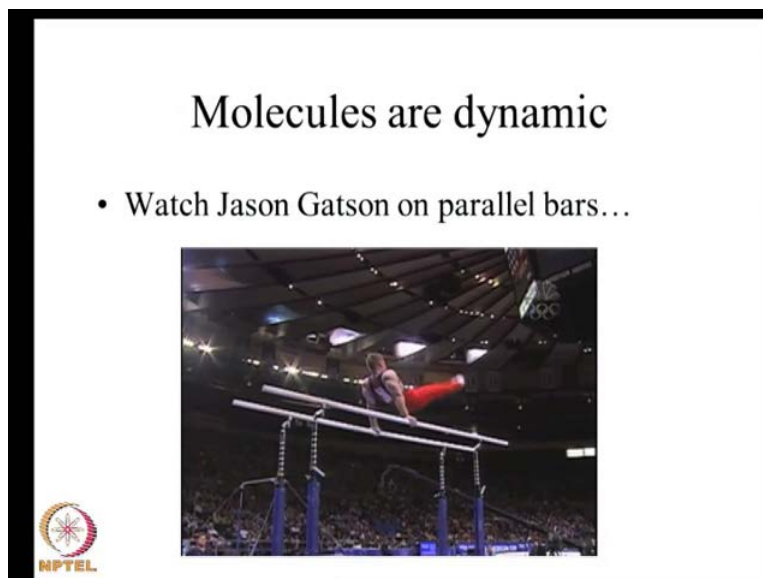 Molecules are dynamic
• Watch Jason Gatson on parallel bars…
NPTEL